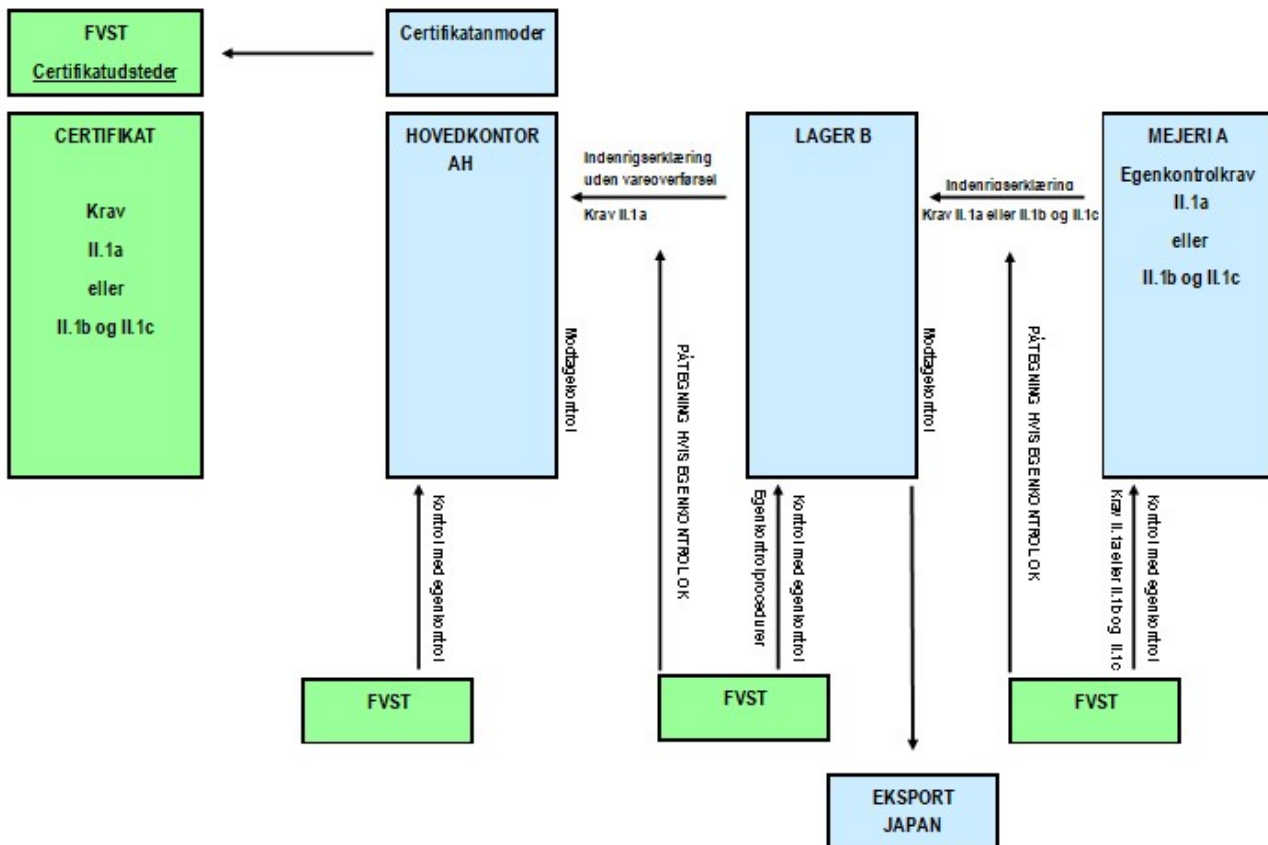 FVST
Certifikatudsteder
Certifikatanmoder
CERTIFIKAT
Krav
II.1a
eller
II.1b og II.1c
HOVEDKONTOR
AH
Indenrigserklæring
uden vareoverførsel
Krav II.1a
LAGER B
Indenrigserklæring
Krav II.1a eller II.1b og II.1c
MEJERI A
Egenkontrolkrav
II.1a
eller
II.1b og II.1c
Modtagekontrol
PÅTEGNING HVIS EGENKONTROL OK
Modtagekontrol
PÅTEGNING HVIS EGENKONTROL OK
Kontrol med egenkontrol
Kontrol med egenkontrol
Egenkontrolprocedurer
Kontrol med egenkontrol
Krav II.1a eller II.1b og II.1c
FVST
FVST
FVST
EKSPORT
JAPAN